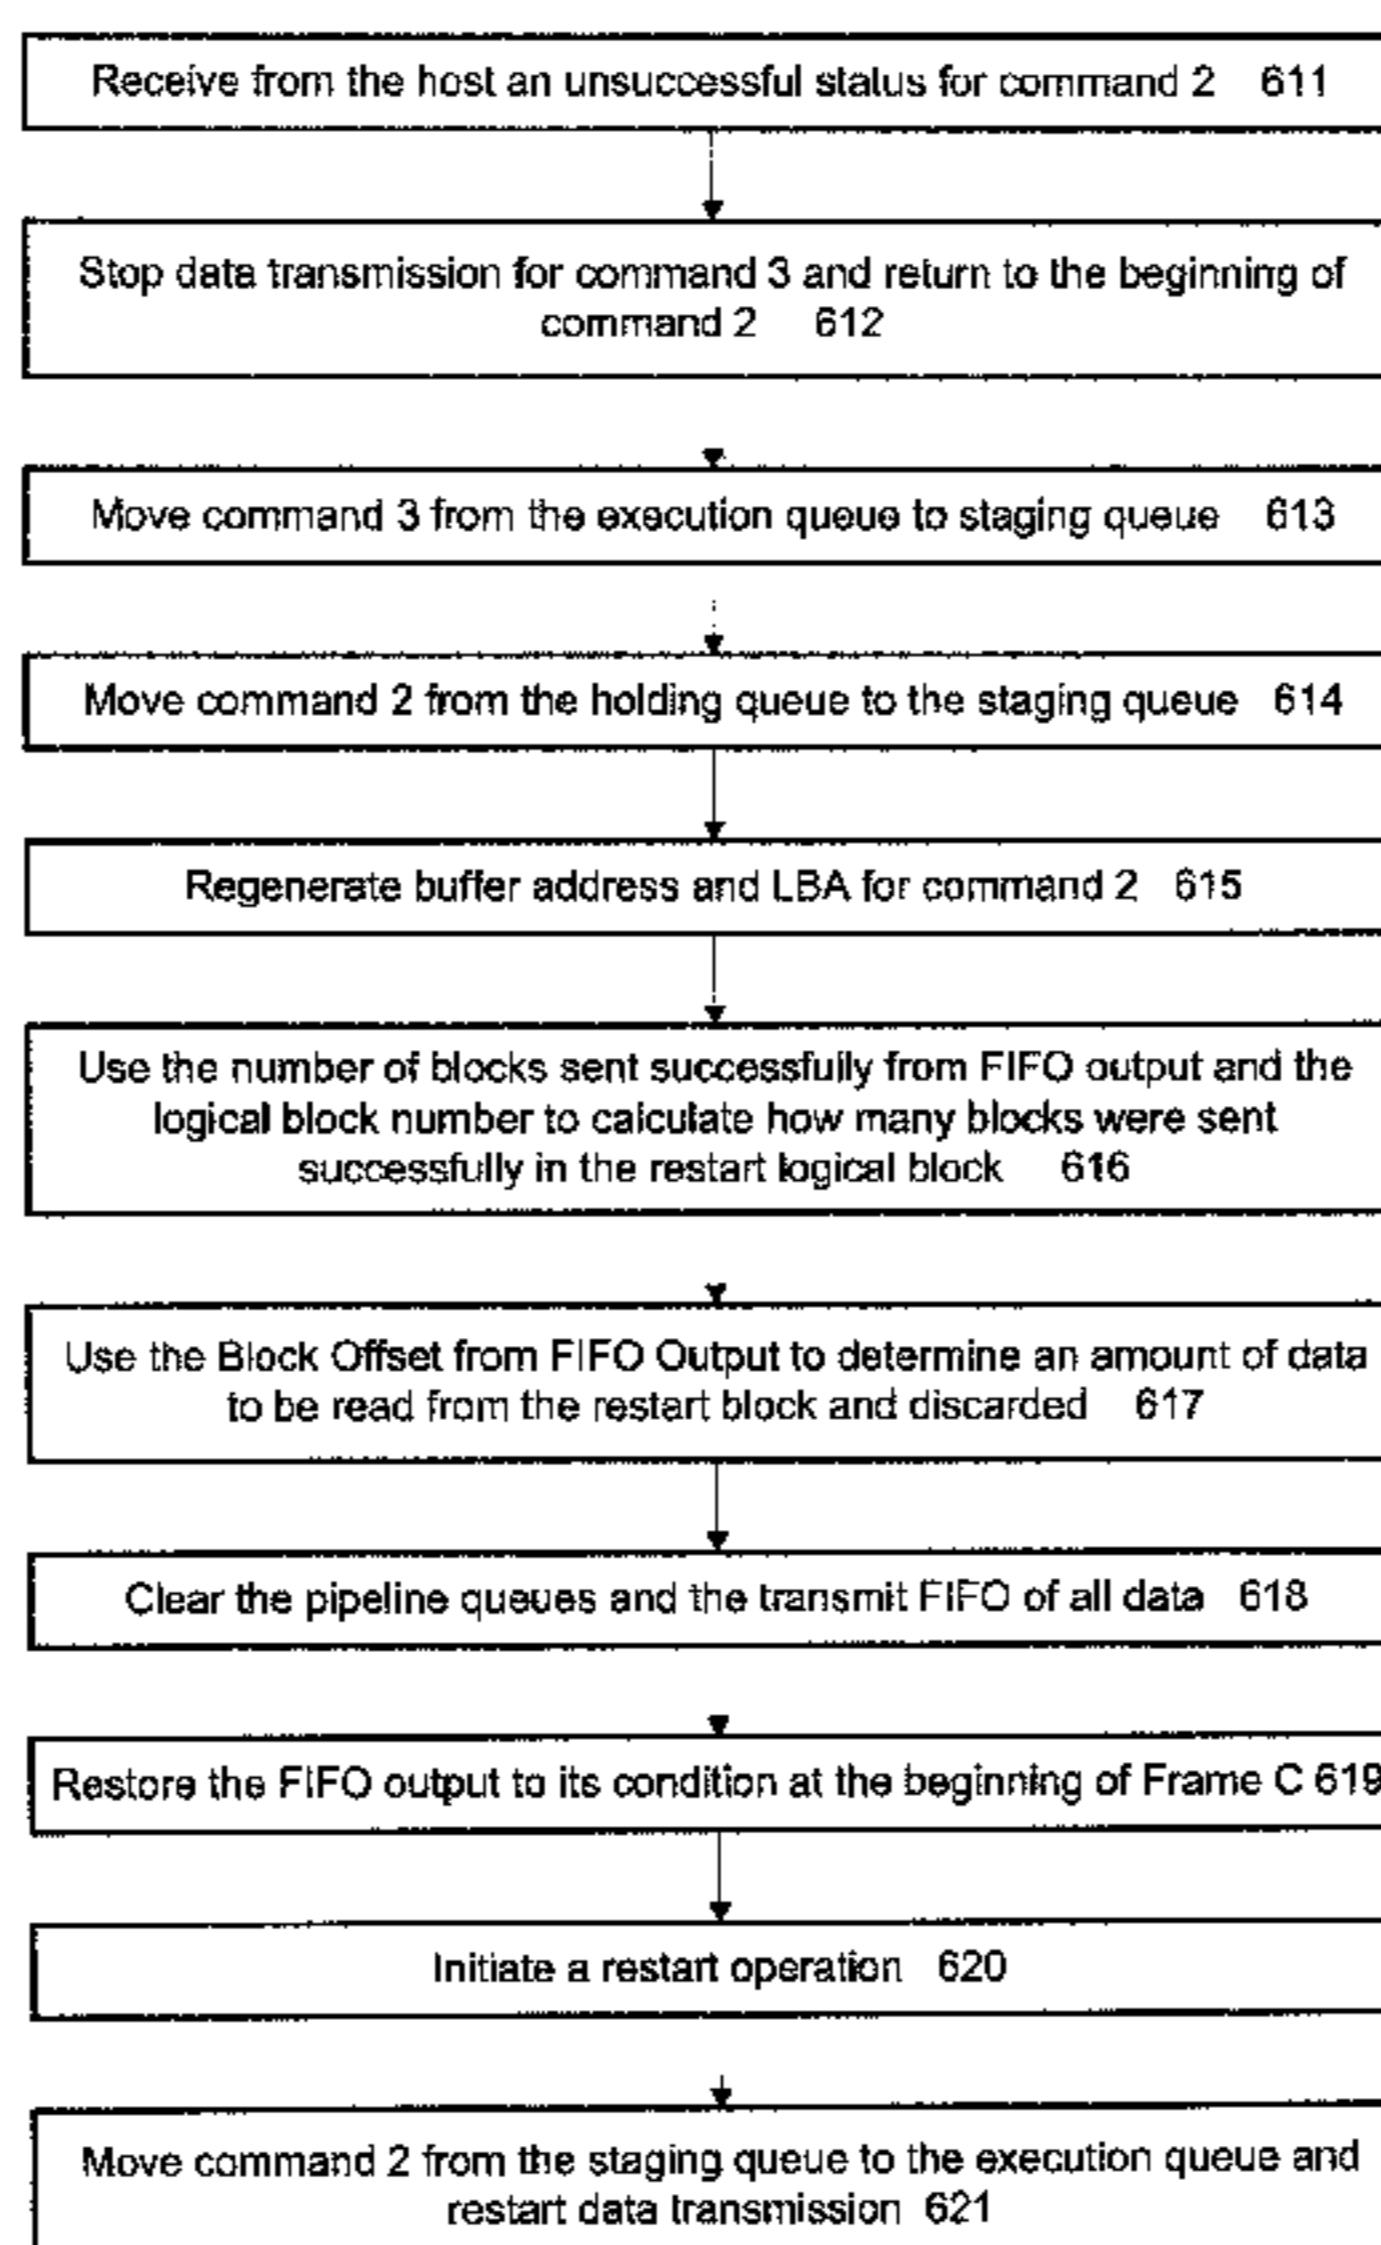 Receive from the host an unsuccessful status for command 2 611
Stop data transmission for command 3 and return to the beginning of
command 2 612
Move command 3 from the execution queue to staging queue 613
Move command 2 from the holding queue to the staging queue 614
Regenerate buffer address and LBA for command 2 615
Use the number of blocks sent successfully from FIFO output and the
logical block number to calculate how many blocks were sent
successfully in the restart logical block 616
Use the Block Offset from FIFO Output to determine an amount of data
to be read from the restart block and discarded 617
Clear the pipeline queues and the transmit FIFO of all data 618
Restore the FIFO output to its condition at the beginning of Frame C 619
Initiate a restart operation 620
Move command 2 from the staging queue to the execution queue and
restart data transmission 621